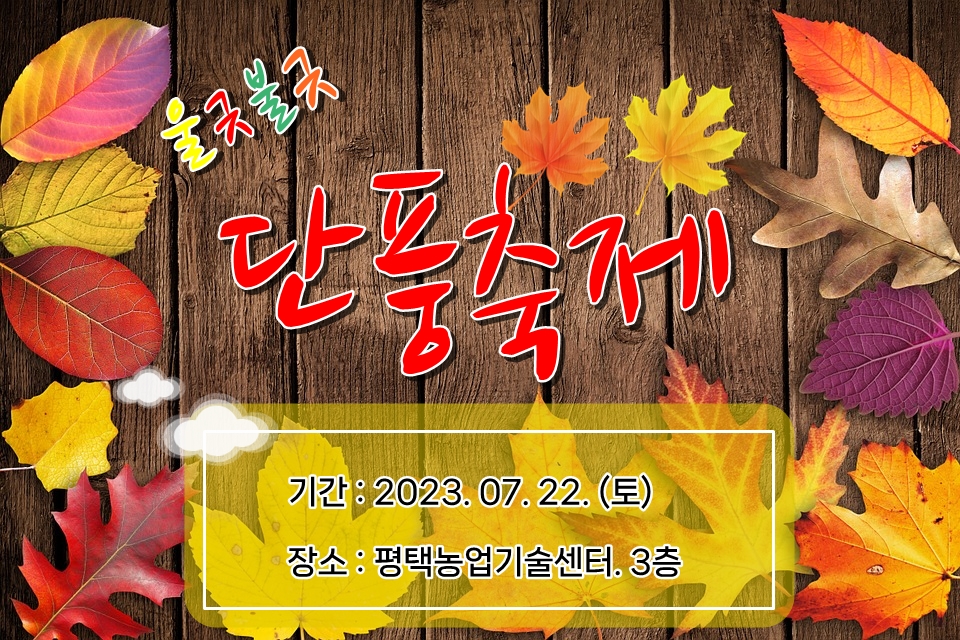 울긋불긋
단풍축제
기간 : 2023. 07. 22. (토)
장소 : 평택농업기술센터. 3층